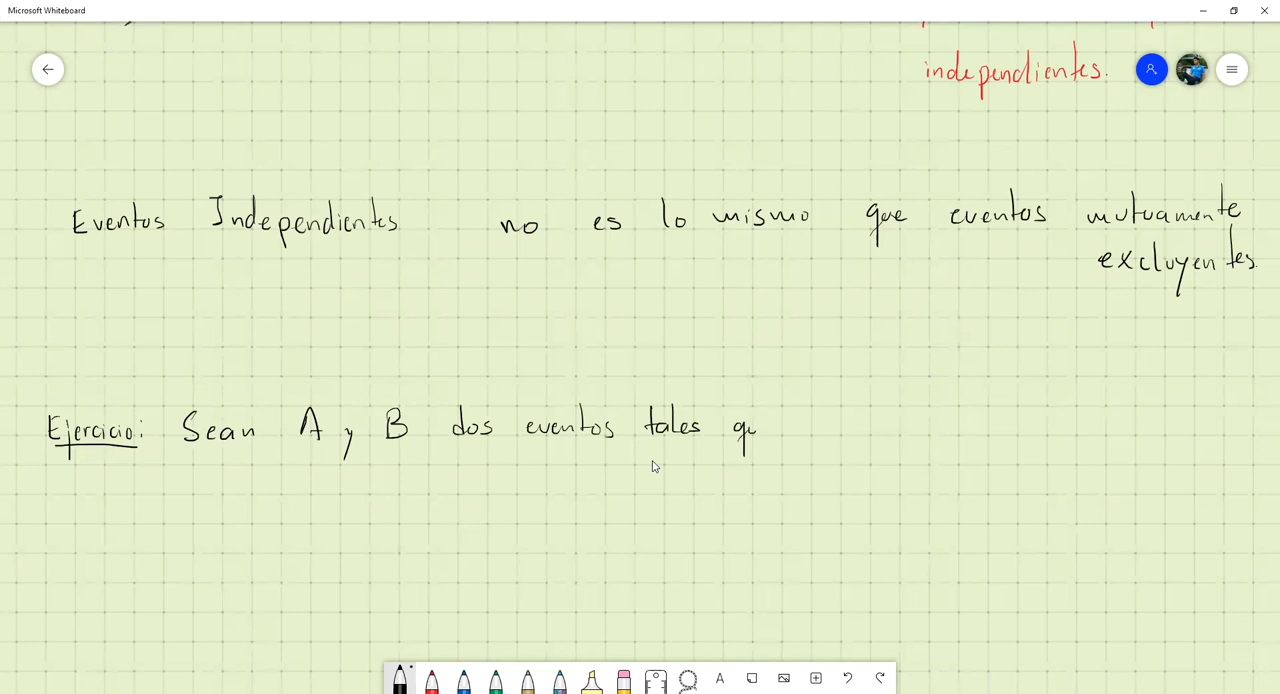 Microsoft Whiteboard
independientes.
Eventos Independientes no es lo mismo que eventos mutuamente
excluyentes.
Ejercicio: Sean A y B dos eventos tales qu